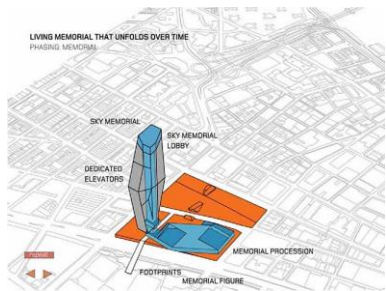 LIVING MEMORIAL THAT UNFOLDS OVER TIME
PHASING MEMORIAL
SKY MEMORIAL
SKY MEMORIAL
LOBBY
DEDICATED
ELEVATORS
MEMORIAL PROCESSION
repeat
FOOTPRINTS
MEMORIAL FIGURE